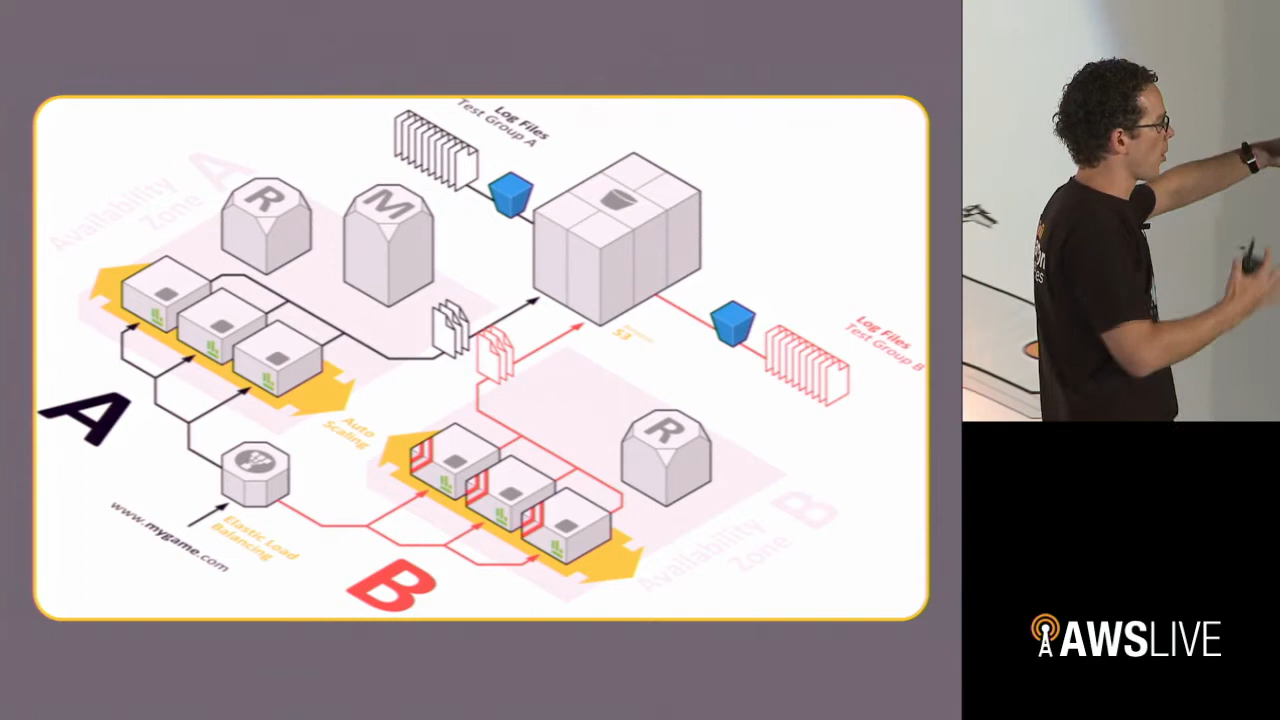 Log Files
Test Group A
A
Availability
Zone
R
M
S3
Log Files
Test Group B
A
Auto
Scaling
R
www.mygame.com
Elastic Load
Balancing
B
Availability
Zone
B
AWSLIVE